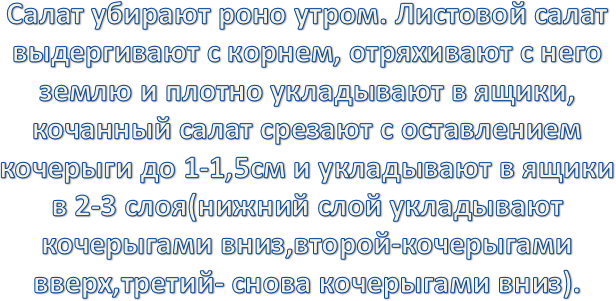 Салат убирают роно утром. Листовой салат
выдергивают с корнем, отряхивают с него
землю и плотно укладывают в ящики,
кочанный салат срезают с оставлением
кочерыги до 1-1,5см и укладывают в ящики
в 2-3 слоя(нижний слой укладывают
кочерыгами вниз,второй-кочерыгами
вверх,третий- снова кочерыгами вниз).